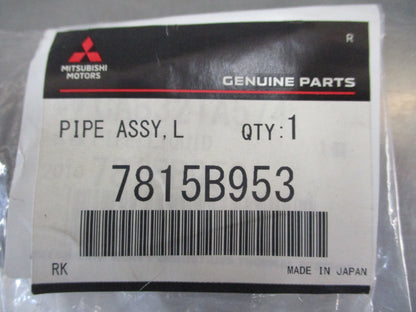 R
MITSUBISHI
MOTORS
GENUINE PARTS
PIPE ASSY,L QTY:1
7815B953
RK MADE IN JAPAN